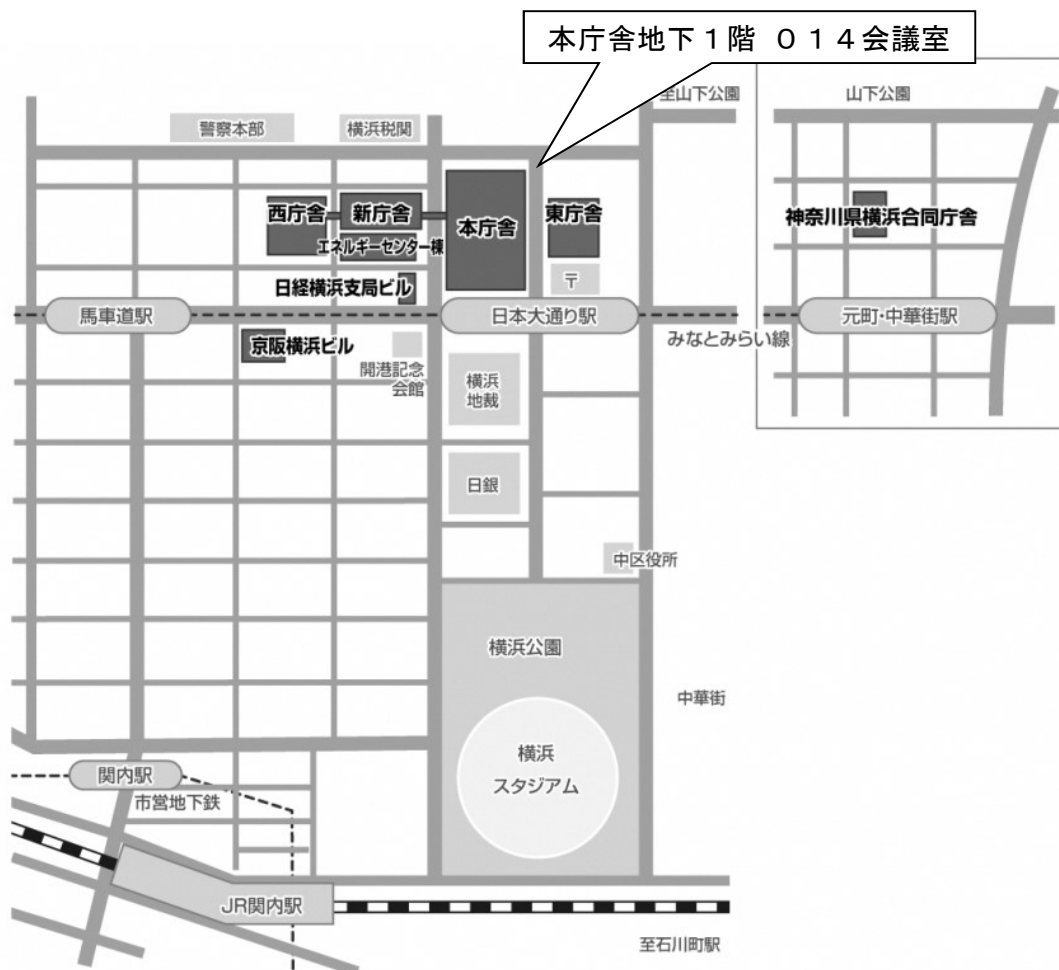 本庁舎地下1階 014会議室
至山下公園
山下公園
警察本部
横浜税関
西庁舎
新庁舎
本庁舎
東庁舎
神奈川県横浜合同庁舎
エネルギーセンター棟
〒
日経横浜支局ビル
馬車道駅
日本大通り駅
元町・中華街駅
みなとみらい線
京阪横浜ビル
開港記念
会館
横浜
地裁
日銀
中区役所
横浜公園
中華街
横浜
スタジアム
関内駅
市営地下鉄
JR関内駅
至石川町駅